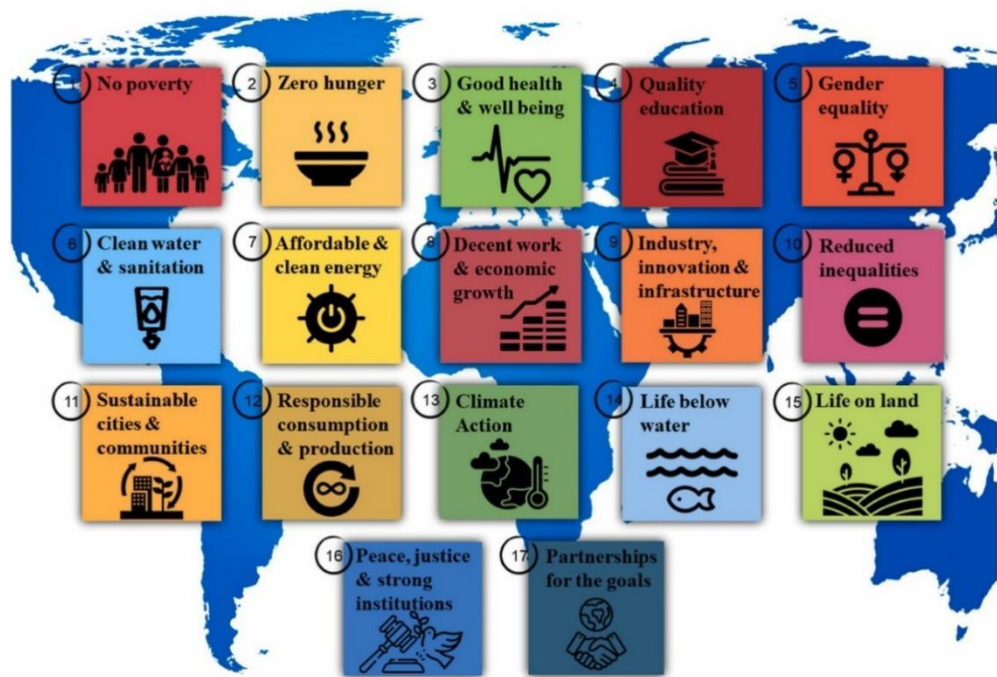 1 No poverty
2 Zero hunger
3 Good health
& well being
4 Quality
education
5 Gender
equality
6 Clean water
& sanitation
7 Affordable &
clean energy
8 Decent work
& economic
growth
9 Industry,
innovation &
infrastructure
10 Reduced
inequalities
11 Sustainable
cities &
communities
12 Responsible
consumption
& production
13 Climate
Action
14 Life below
water
15 Life on land
16 Peace, justice
& strong
institutions
17 Partnerships
for the goals